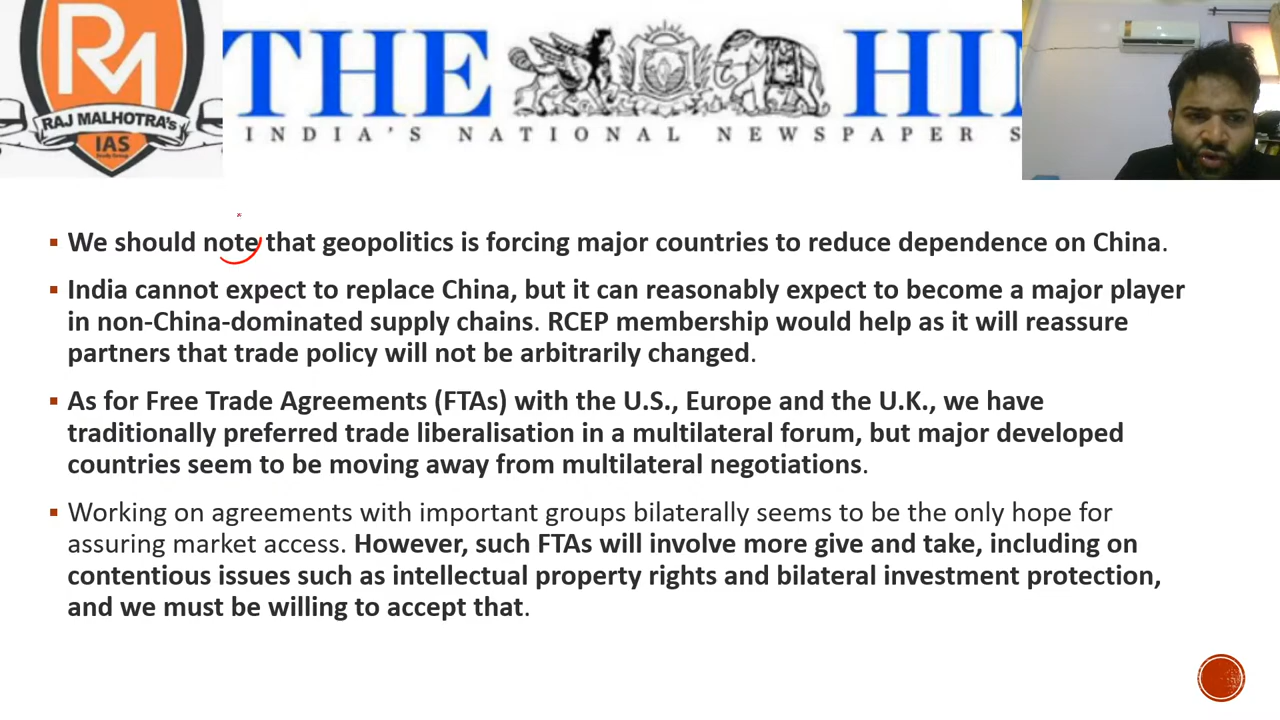 RM
RAJ MALHOTRA's
IAS
THE HI
INDIA'S NATIONAL NEWSPAPER S
▪ We should note that geopolitics is forcing major countries to reduce dependence on China.
▪ India cannot expect to replace China, but it can reasonably expect to become a major player
in non-China-dominated supply chains. RCEP membership would help as it will reassure
partners that trade policy will not be arbitrarily changed.
▪ As for Free Trade Agreements (FTAs) with the U.S., Europe and the U.K., we have
traditionally preferred trade liberalisation in a multilateral forum, but major developed
countries seem to be moving away from multilateral negotiations.
▪ Working on agreements with important groups bilaterally seems to be the only hope for
assuring market access. However, such FTAs will involve more give and take, including on
contentious issues such as intellectual property rights and bilateral investment protection,
and we must be willing to accept that.